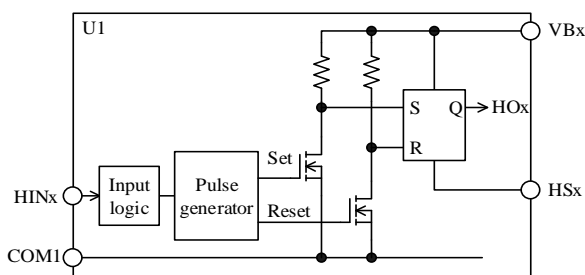 U1
VBx
S
Q
HOx
R
Set
HINx
Input
logic
Pulse
generator
HSx
Reset
COM1